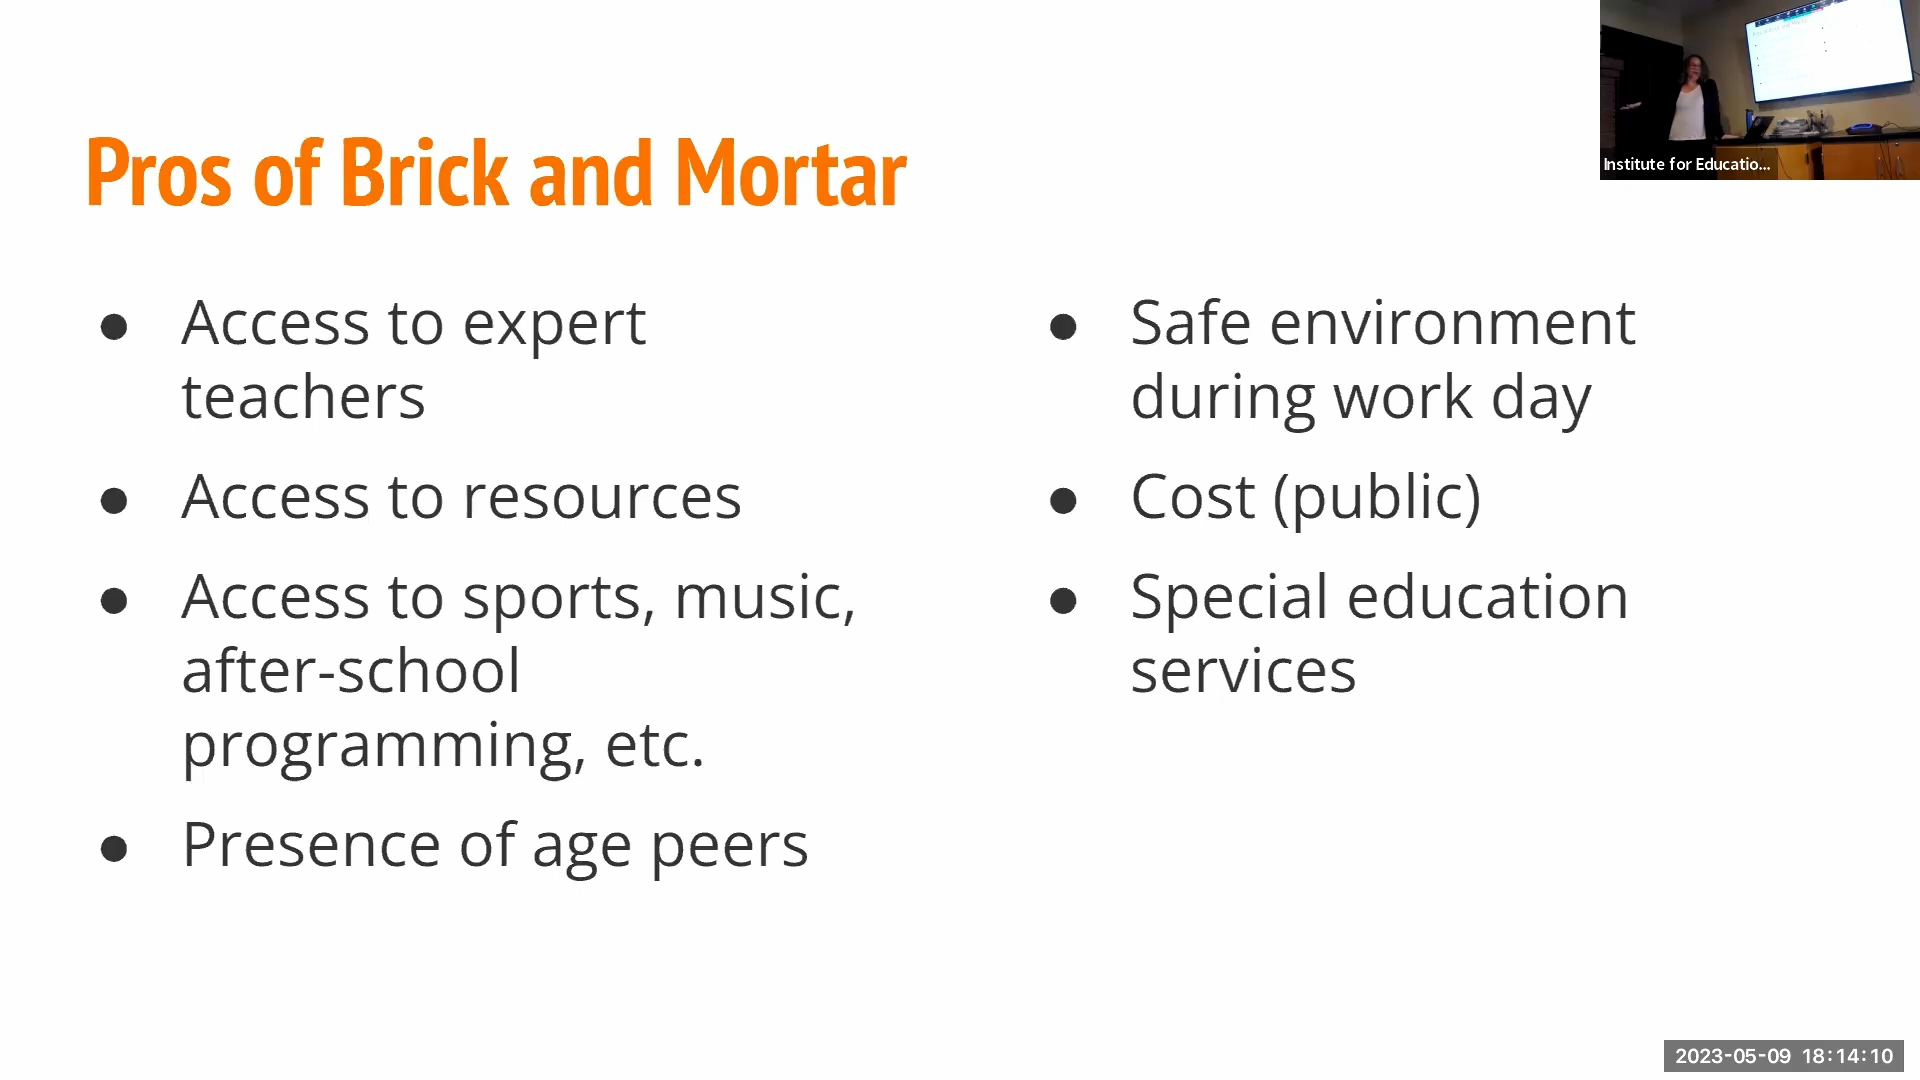 Pros of Brick and Mortar
● Access to expert
teachers
● Access to resources
● Access to sports, music,
after-school
programming, etc.
● Presence of age peers
● Safe environment
during work day
● Cost (public)
● Special education
services
Institute for Educatio...
2023-05-09 18:14:10